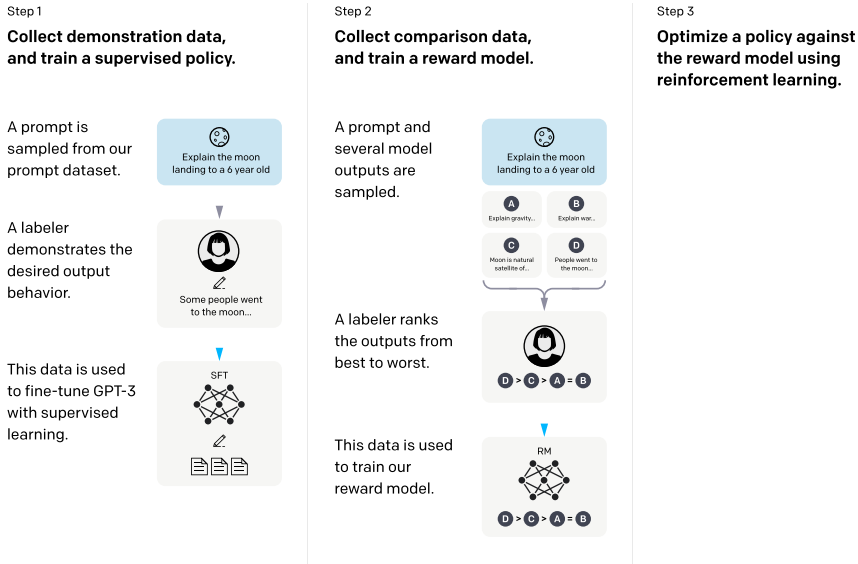 Step 1
Collect demonstration data,
and train a supervised policy.
A prompt is
sampled from our
prompt dataset.
Explain the moon
landing to a 6 year old
A labeler
demonstrates the
desired output
behavior.
Some people went
to the moon...
This data is used
to fine-tune GPT-3
with supervised
learning.
SFT
Step 2
Collect comparison data,
and train a reward model.
A prompt and
several model
outputs are
sampled.
Explain the moon
landing to a 6 year old
A
Explain gravity...
B
Explain war...
C
Moon is natural
satellite of...
D
People went to
the moon...
A labeler ranks
the outputs from
best to worst.
D > C > A = B
This data is used
to train our
reward model.
RM
D > C > A = B
Step 3
Optimize a policy against
the reward model using
reinforcement learning.